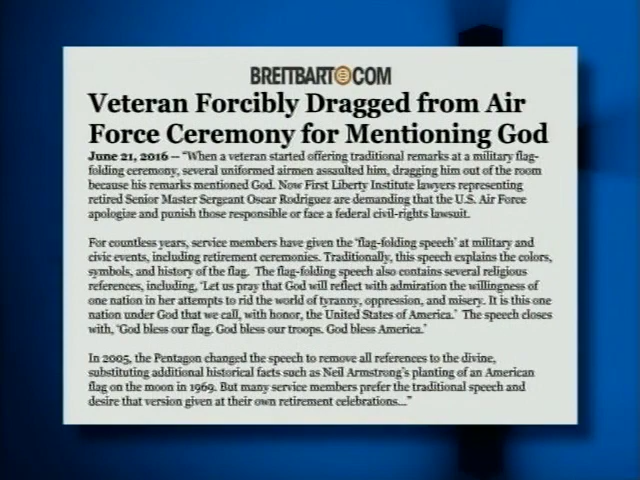 BREITBART.COM
Veteran Forcibly Dragged from Air
Force Ceremony for Mentioning God
June 21, 2016 -- "When a veteran started offering traditional remarks at a military flag-
folding ceremony, several uniformed airmen assaulted him, dragging him out of the room
because his remarks mentioned God. Now First Liberty Institute lawyers representing
retired Senior Master Sergeant Oscar Rodriguez are demanding that the U.S. Air Force
apologize and punish those responsible or face a federal civil-rights lawsuit.
For countless years, service members have given the 'flag-folding speech' at military and
civic events, including retirement ceremonies. Traditionally, this speech explains the colors,
symbols, and history of the flag. The flag-folding speech also contains several religious
references, including, 'Let us pray that God will reflect with admiration the willingness of
one nation in her attempts to rid the world of tyranny, oppression, and misery. It is this one
nation under God that we call, with honor, the United States of America.' The speech closes
with, 'God bless our flag. God bless our troops. God bless America.'
In 2005, the Pentagon changed the speech to remove all references to the divine,
substituting additional historical facts such as Neil Armstrong's planting of an American
flag on the moon in 1969. But many service members prefer the traditional speech and
desire that version given at their own retirement celebrations..."